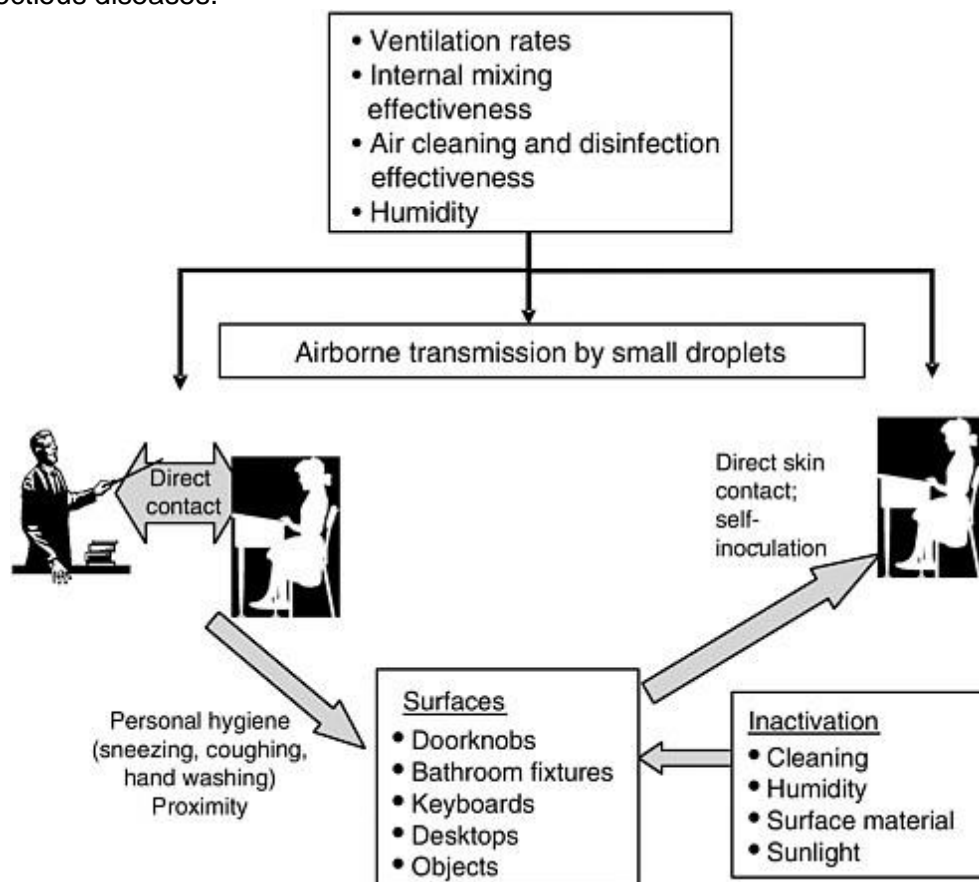 • Ventilation rates
• Internal mixing
effectiveness
• Air cleaning and disinfection
effectiveness
• Humidity
Airborne transmission by small droplets
Direct
contact
Direct skin
contact;
self-
inoculation
Personal hygiene
(sneezing, coughing,
hand washing)
Proximity
Surfaces
• Doorknobs
• Bathroom fixtures
• Keyboards
• Desktops
• Objects
Inactivation
• Cleaning
• Humidity
• Surface material
• Sunlight